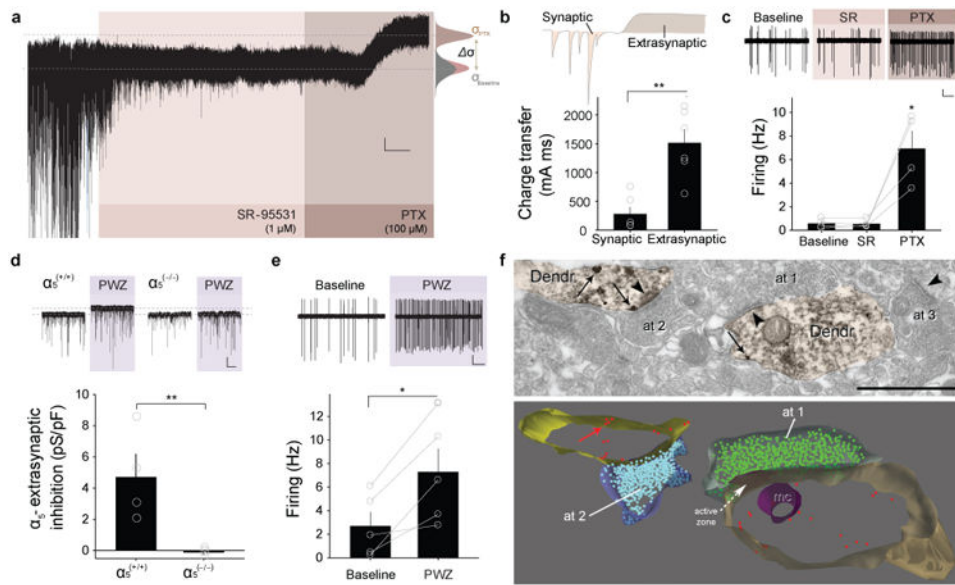 a
σPTX
Δσ
σBaseline
SR-95531
(1 µM)
PTX
(100 µM)
b
Synaptic
Extrasynaptic
**
Charge transfer
(mA ms)
2000
1500
1000
500
0
Synaptic
Extrasynaptic
c
Baseline
SR
PTX
*
Firing (Hz)
10
8
6
4
2
0
Baseline
SR
PTX
d
α5(+/+)
PWZ
α5(-/-)
PWZ
**
α5 extrasynaptic
inhibition (pS/pF)
8
6
4
2
0
α5(+/+)
α5(-/-)
e
Baseline
PWZ
*
Firing (Hz)
12
10
8
6
4
2
0
Baseline
PWZ
f
Dendr.
at 1
at 2
Dendr.
at 3
at 1
at 2
active
zone
mc